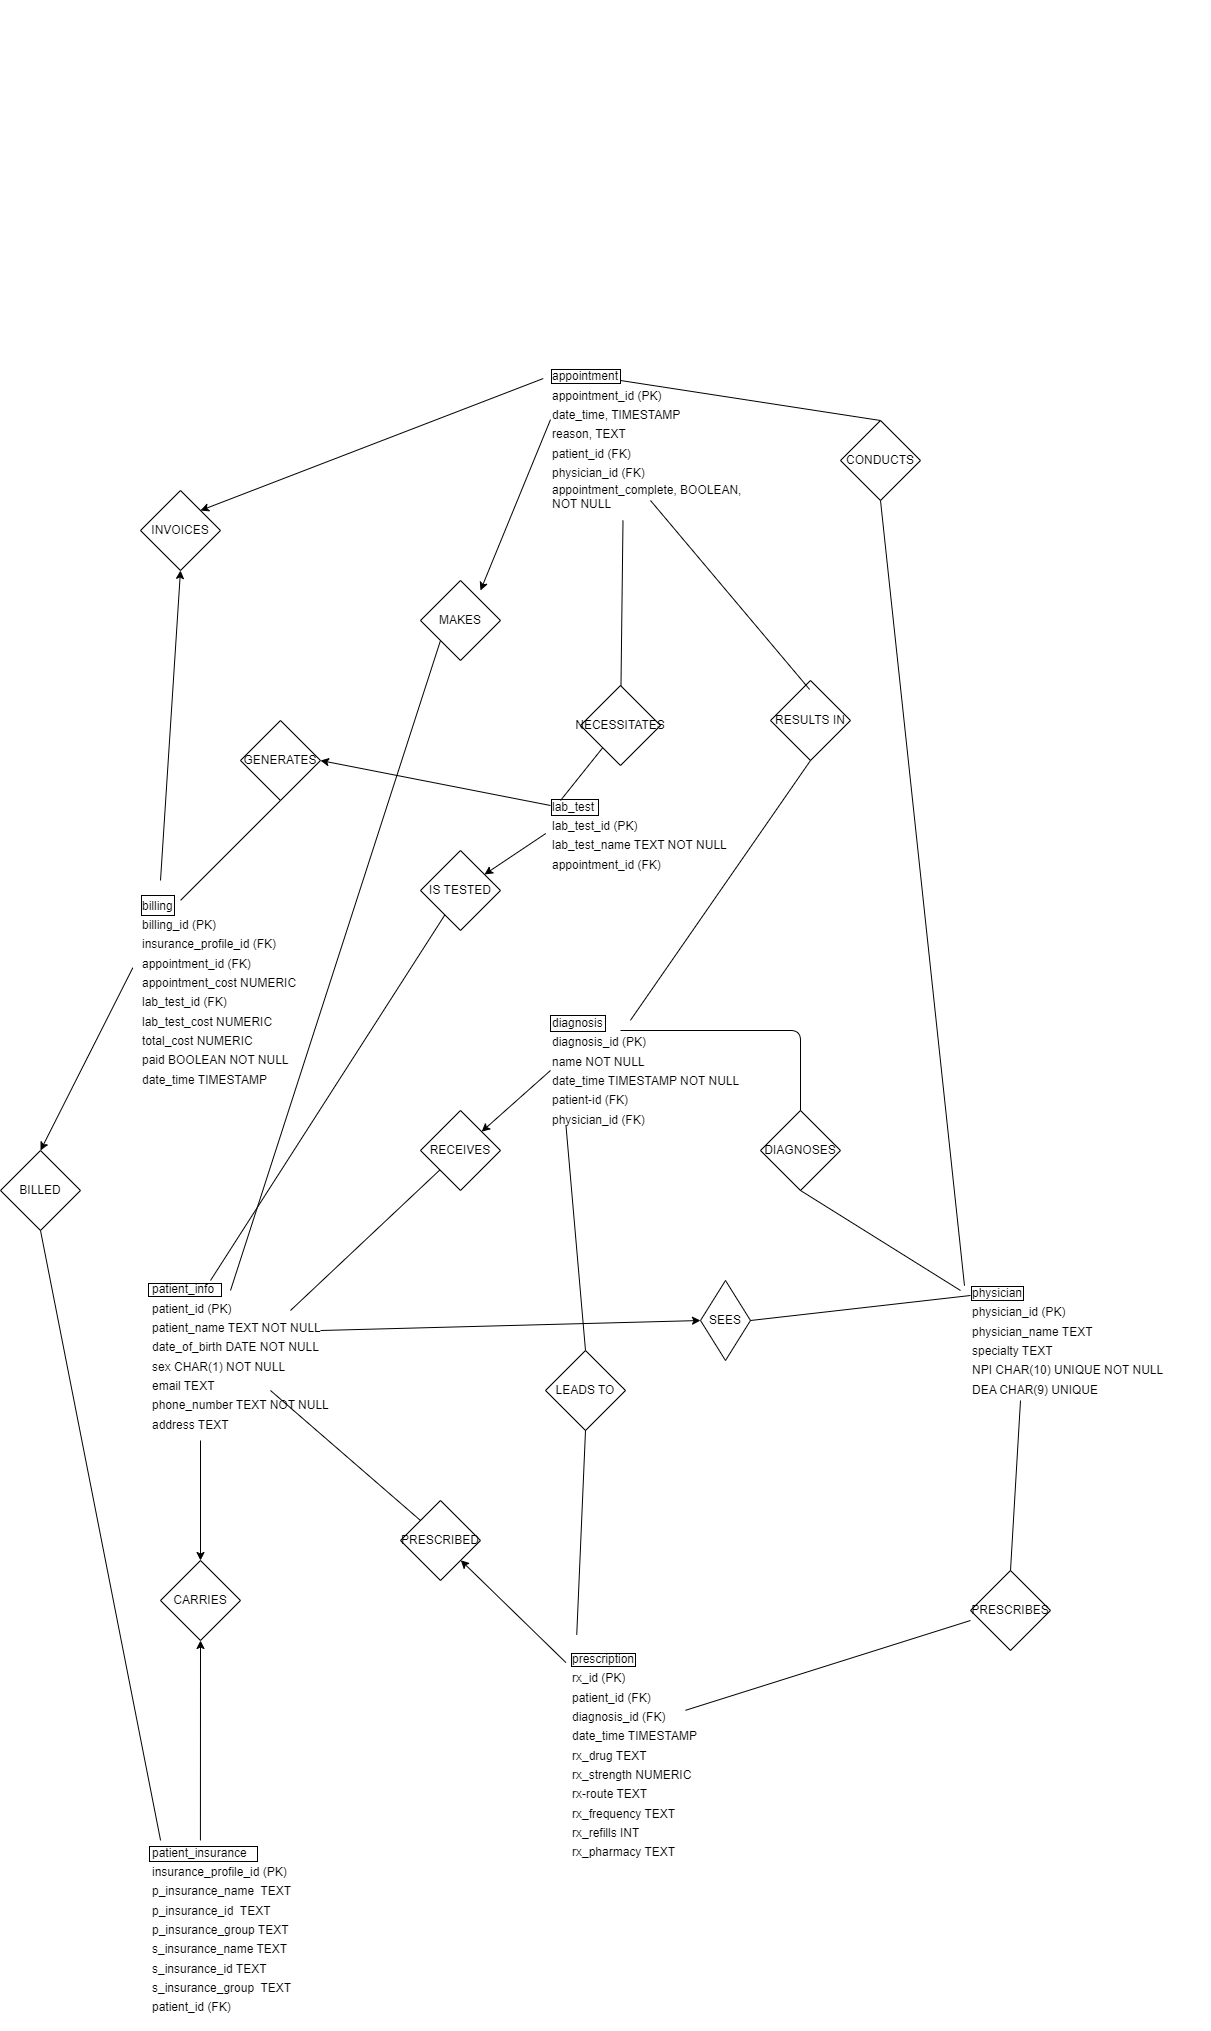 appointment
appointment_id (PK)
date_time, TIMESTAMP
reason, TEXT
patient_id (FK)
physician_id (FK)
appointment_complete, BOOLEAN,
NOT NULL
CONDUCTS
INVOICES
MAKES
NECESSITATES
RESULTS IN
GENERATES
lab_test
lab_test_id (PK)
lab_test_name TEXT NOT NULL
appointment_id (FK)
IS TESTED
billing
billing_id (PK)
insurance_profile_id (FK)
appointment_id (FK)
appointment_cost NUMERIC
lab_test_id (FK)
lab_test_cost NUMERIC
total_cost NUMERIC
paid BOOLEAN NOT NULL
date_time TIMESTAMP
diagnosis
diagnosis_id (PK)
name NOT NULL
date_time TIMESTAMP NOT NULL
patient-id (FK)
physician_id (FK)
RECEIVES
DIAGNOSES
BILLED
patient_info
patient_id (PK)
patient_name TEXT NOT NULL
date_of_birth DATE NOT NULL
sex CHAR(1) NOT NULL
email TEXT
phone_number TEXT NOT NULL
address TEXT
SEES
physician
physician_id (PK)
physician_name TEXT
specialty TEXT
NPI CHAR(10) UNIQUE NOT NULL
DEA CHAR(9) UNIQUE
LEADS TO
PRESCRIBED
CARRIES
PRESCRIBES
prescription
rx_id (PK)
patient_id (FK)
diagnosis_id (FK)
date_time TIMESTAMP
rx_drug TEXT
rx_strength NUMERIC
rx-route TEXT
rx_frequency TEXT
rx_refills INT
rx_pharmacy TEXT
patient_insurance
insurance_profile_id (PK)
p_insurance_name  TEXT
p_insurance_id  TEXT
p_insurance_group TEXT
s_insurance_name TEXT
s_insurance_id TEXT
s_insurance_group  TEXT
patient_id (FK)